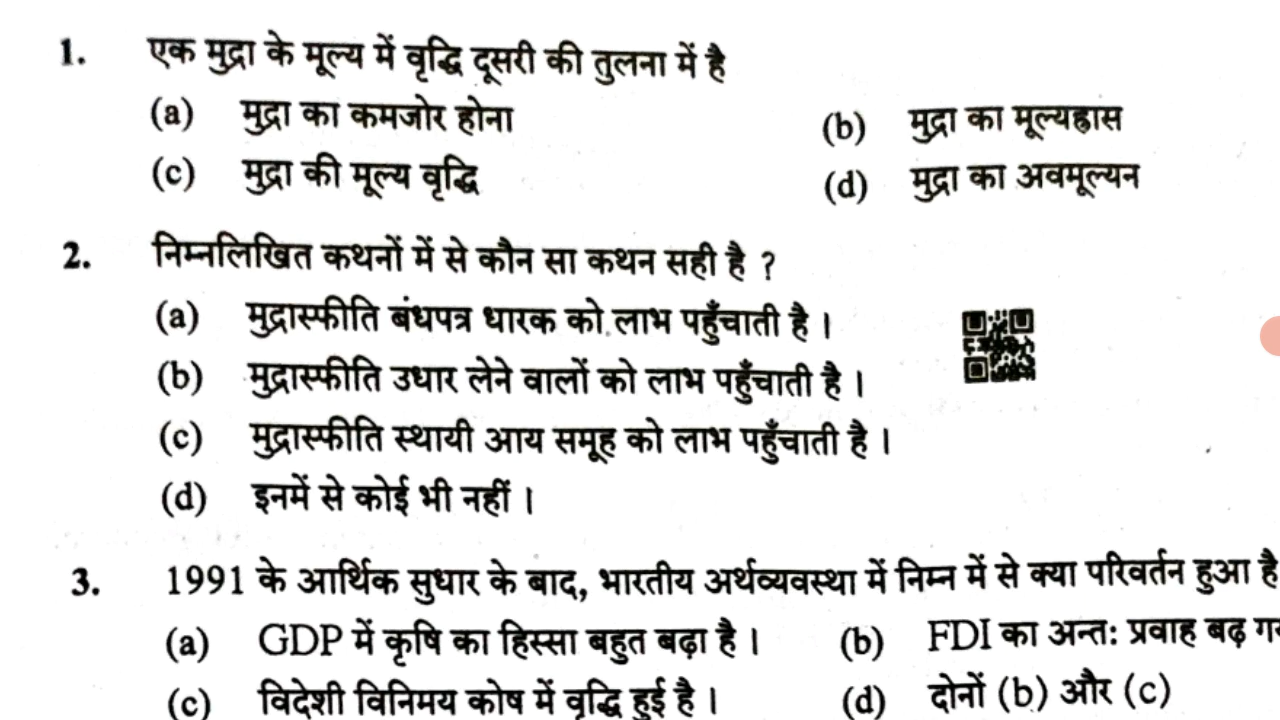 1. एक मुद्रा के मूल्य में वृद्धि दूसरी की तुलना में है
(a) मुद्रा का कमजोर होना (b) मुद्रा का मूल्यह्रास
(c) मुद्रा की मूल्य वृद्धि (d) मुद्रा का अवमूल्यन
2. निम्नलिखित कथनों में से कौन सा कथन सही है ?
(a) मुद्रास्फीति बंधपत्र धारक को लाभ पहुँचाती है ।
(b) मुद्रास्फीति उधार लेने वालों को लाभ पहुँचाती है ।
(c) मुद्रास्फीति स्थायी आय समूह को लाभ पहुँचाती है ।
(d) इनमें से कोई भी नहीं ।
3. 1991 के आर्थिक सुधार के बाद, भारतीय अर्थव्यवस्था में निम्न में से क्या परिवर्तन हुआ है
(a) GDP में कृषि का हिस्सा बहुत बढ़ा है । (b) FDI का अन्त: प्रवाह बढ़
(c) विदेशी विनिमय कोष में वृद्धि हुई है । (d) दोनों (b) और (c)